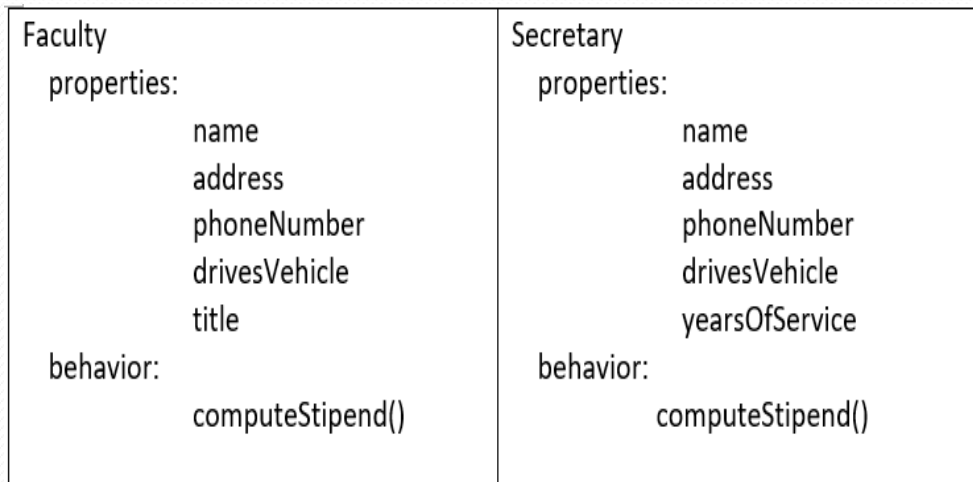 Faculty
properties:
name
address
phoneNumber
drivesVehicle
title
behavior:
computeStipend()
Secretary
properties:
name
address
phoneNumber
drivesVehicle
yearsOfService
behavior:
computeStipend()